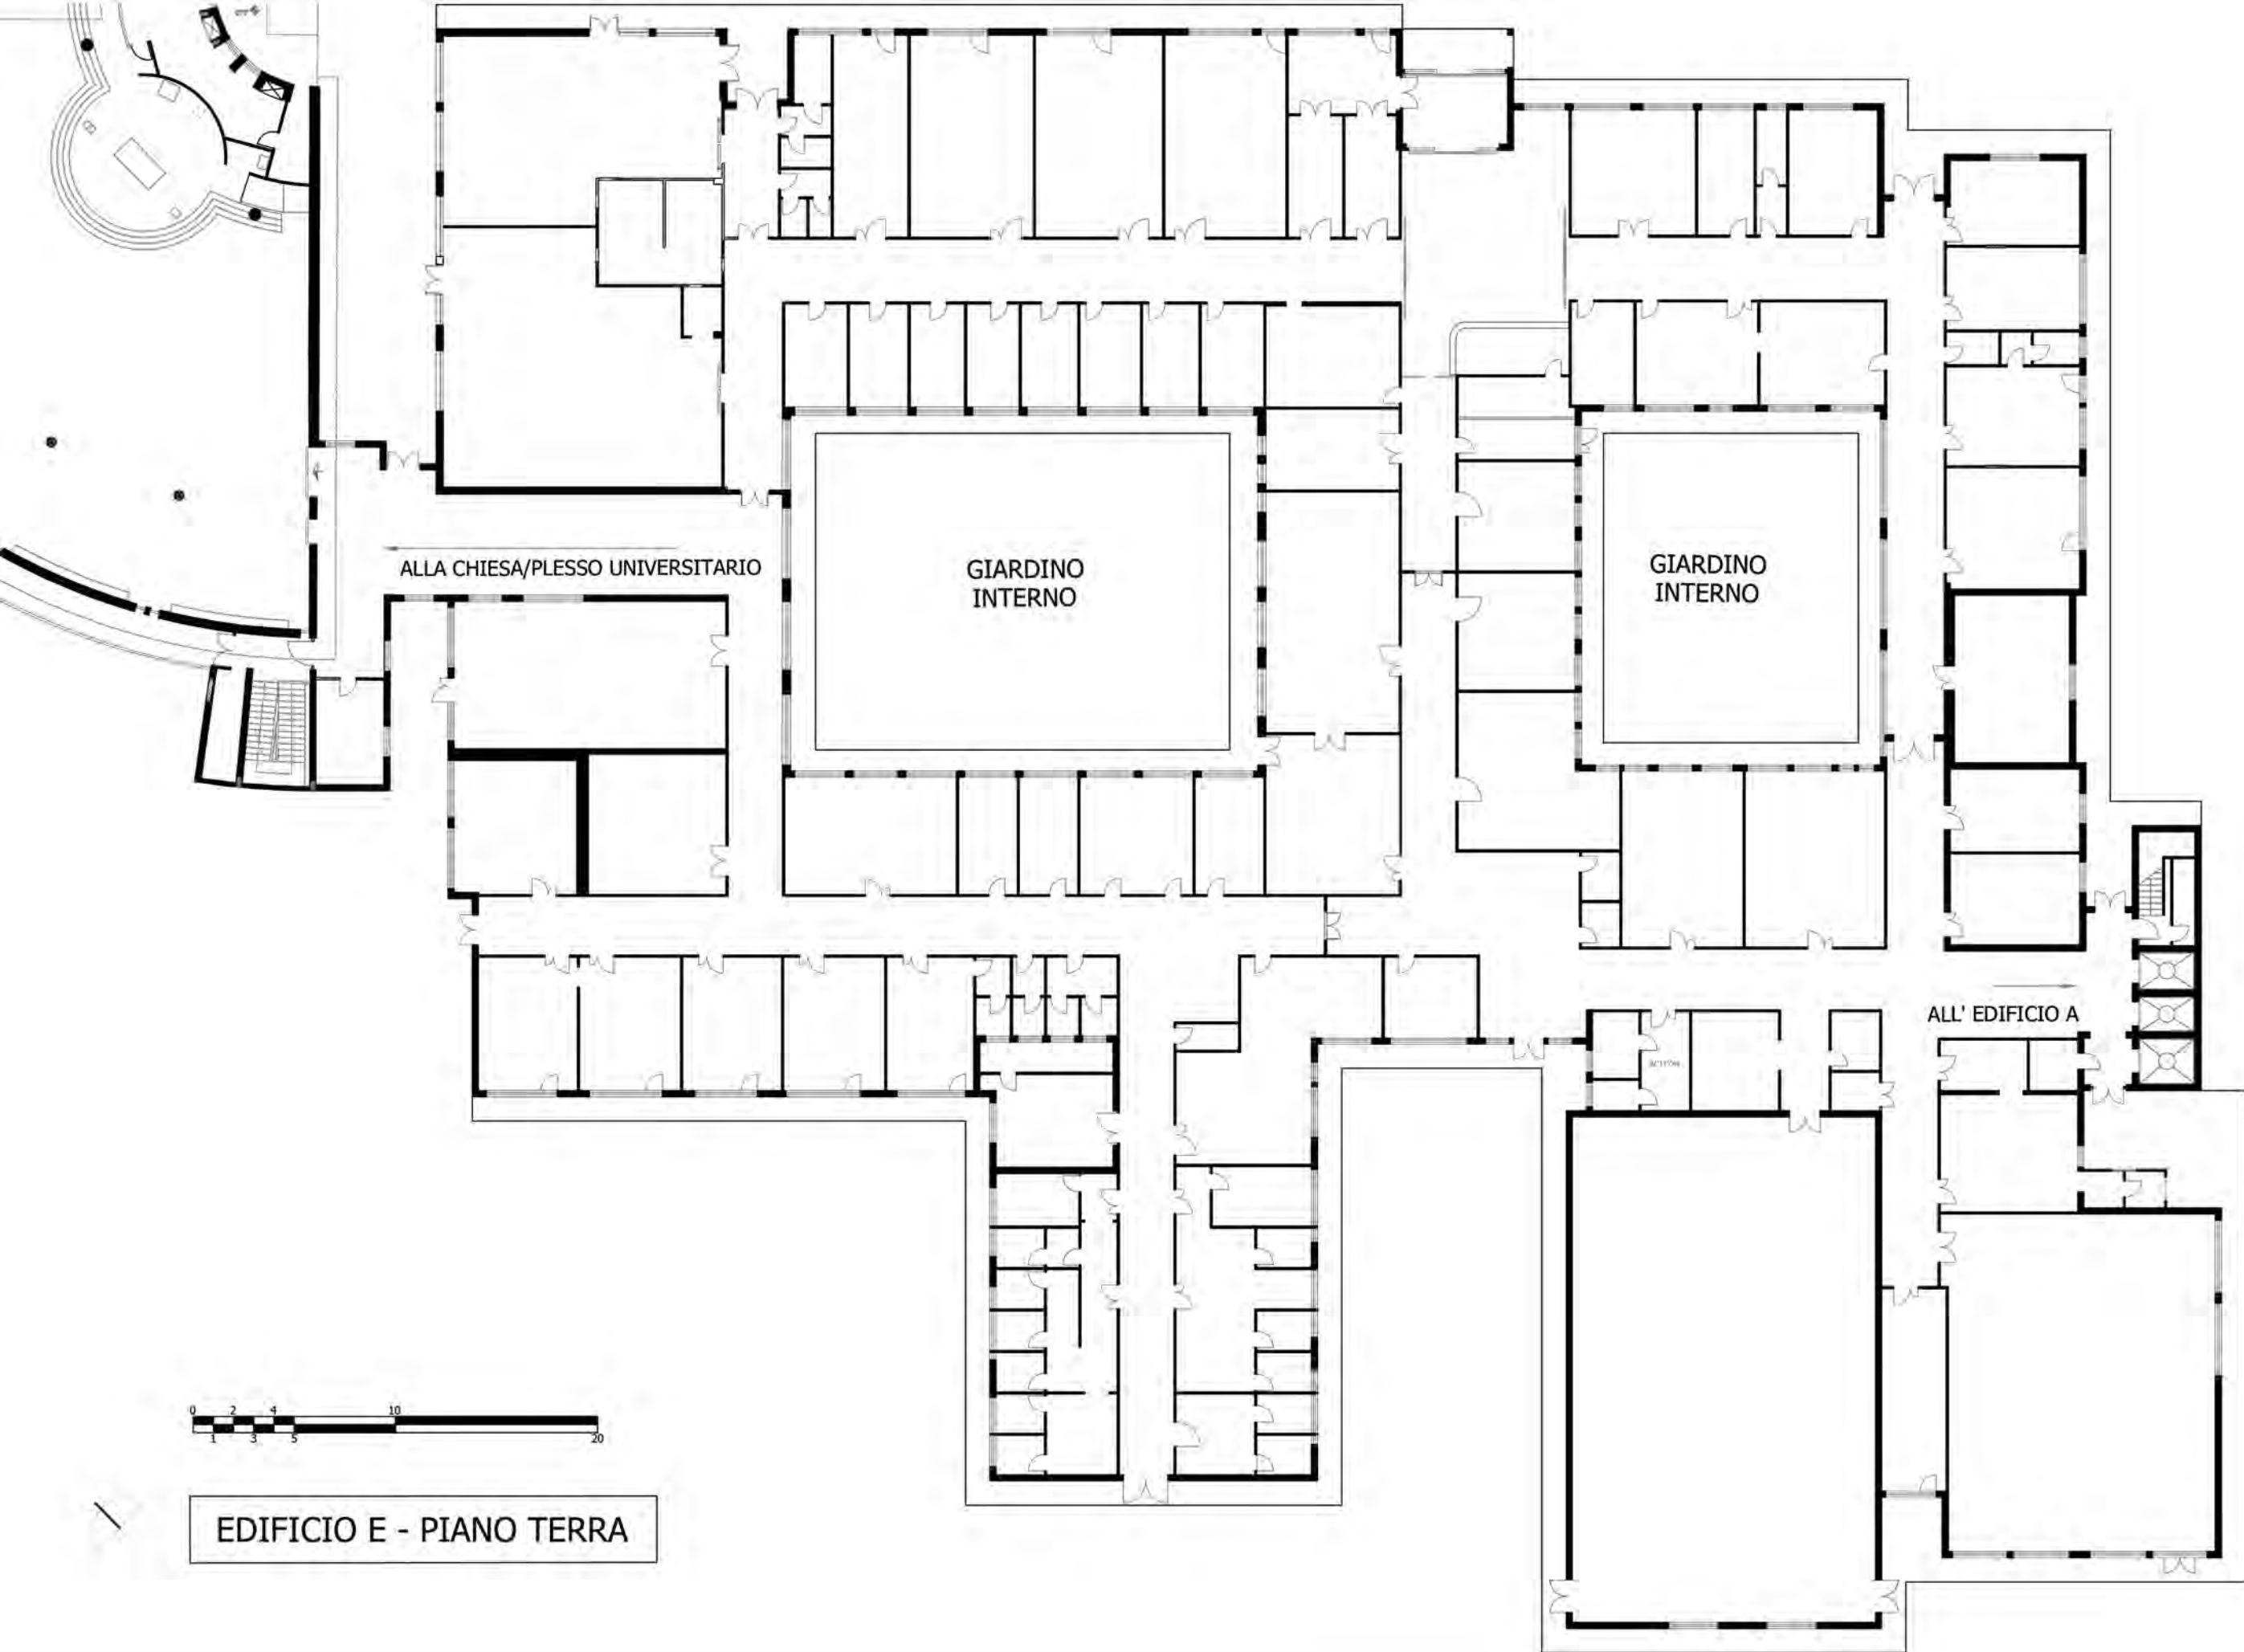 ALLA CHIESA/PLESSO UNIVERSITARIO
GIARDINO
INTERNO
GIARDINO
INTERNO
ALL' EDIFICIO A
0 2 4 10
1 3 5 20
EDIFICIO E - PIANO TERRA